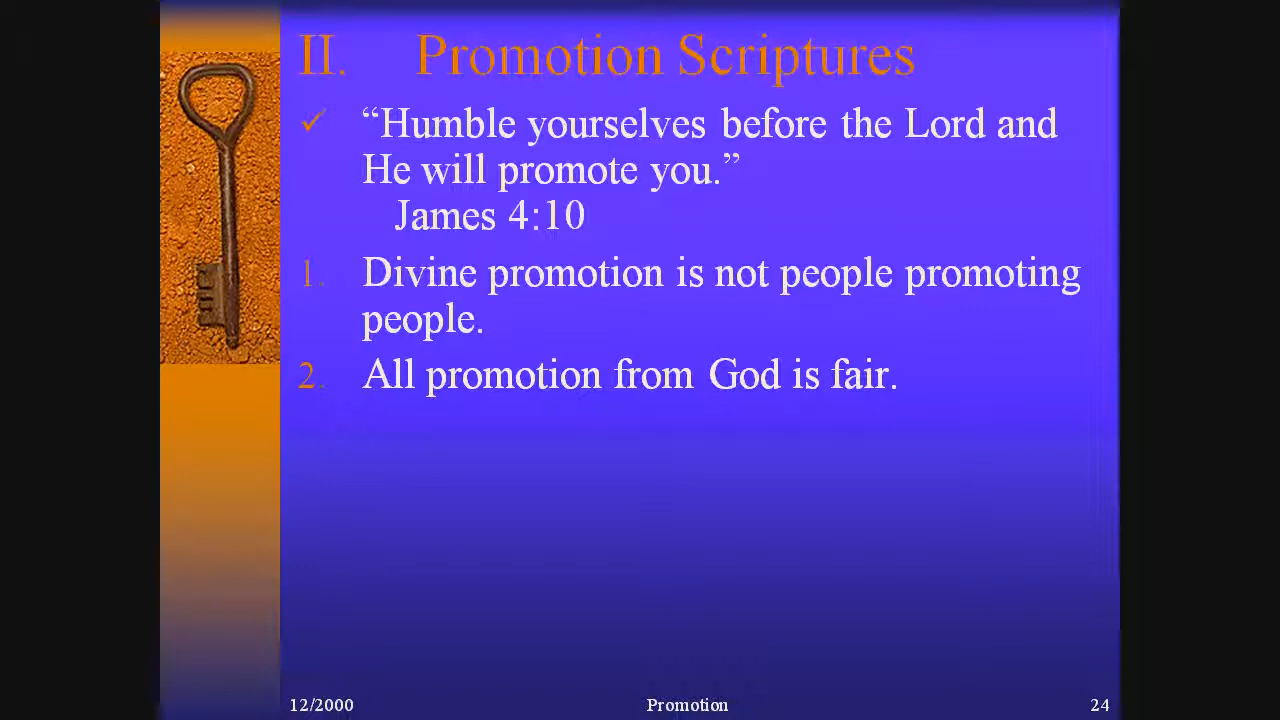 II. Promotion Scriptures
✓ “Humble yourselves before the Lord and
He will promote you.”
James 4:10
1. Divine promotion is not people promoting
people.
2. All promotion from God is fair.
12/2000 Promotion 24